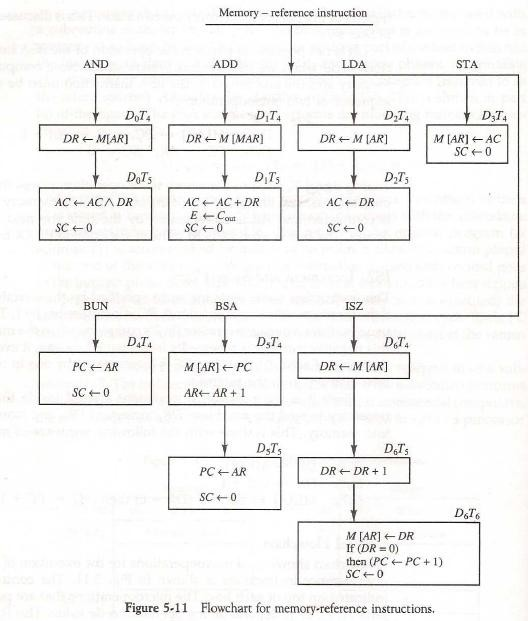 Memory – reference instruction
AND
ADD
LDA
STA
D₀T₄
D₁T₄
D₂T₄
D₃T₄
DR ← M[AR]
DR ← M [MAR]
DR ← M [AR]
M [AR] ← AC
SC ← 0
D₀T₅
D₁T₅
D₂T₅
AC ← AC ∧ DR
SC ← 0
AC ← AC + DR
E ← Cout
SC ← 0
AC ← DR
SC ← 0
BUN
BSA
ISZ
D₄T₄
D₅T₄
D₆T₄
PC ← AR
SC ← 0
M [AR] ← PC
AR ← AR + 1
DR ← M [AR]
D₅T₅
D₆T₅
PC ← AR
SC ← 0
DR ← DR + 1
D₆T₆
M [AR] ← DR
If (DR = 0)
then (PC ← PC + 1)
SC ← 0
Figure 5-11 Flowchart for memory-reference instructions.